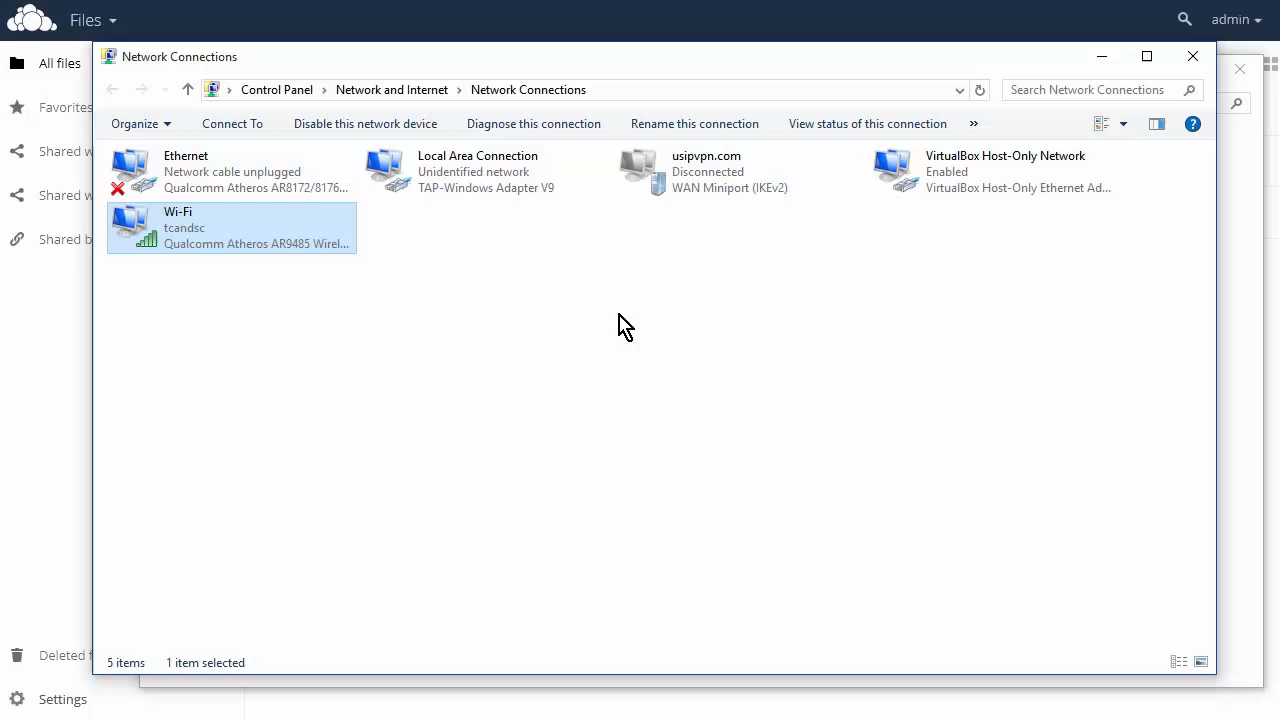 Files
admin
All files
Favorites
Shared w
Shared w
Shared b
Deleted f
Settings
Network Connections
Control Panel > Network and Internet > Network Connections
Search Network Connections
Organize
Connect To
Disable this network device
Diagnose this connection
Rename this connection
View status of this connection
»
Ethernet
Network cable unplugged
Qualcomm Atheros AR8172/8176...
Local Area Connection
Unidentified network
TAP-Windows Adapter V9
usipvpn.com
Disconnected
WAN Miniport (IKEv2)
VirtualBox Host-Only Network
Enabled
VirtualBox Host-Only Ethernet Ad...
Wi-Fi
tcandsc
Qualcomm Atheros AR9485 Wirel...
5 items
1 item selected